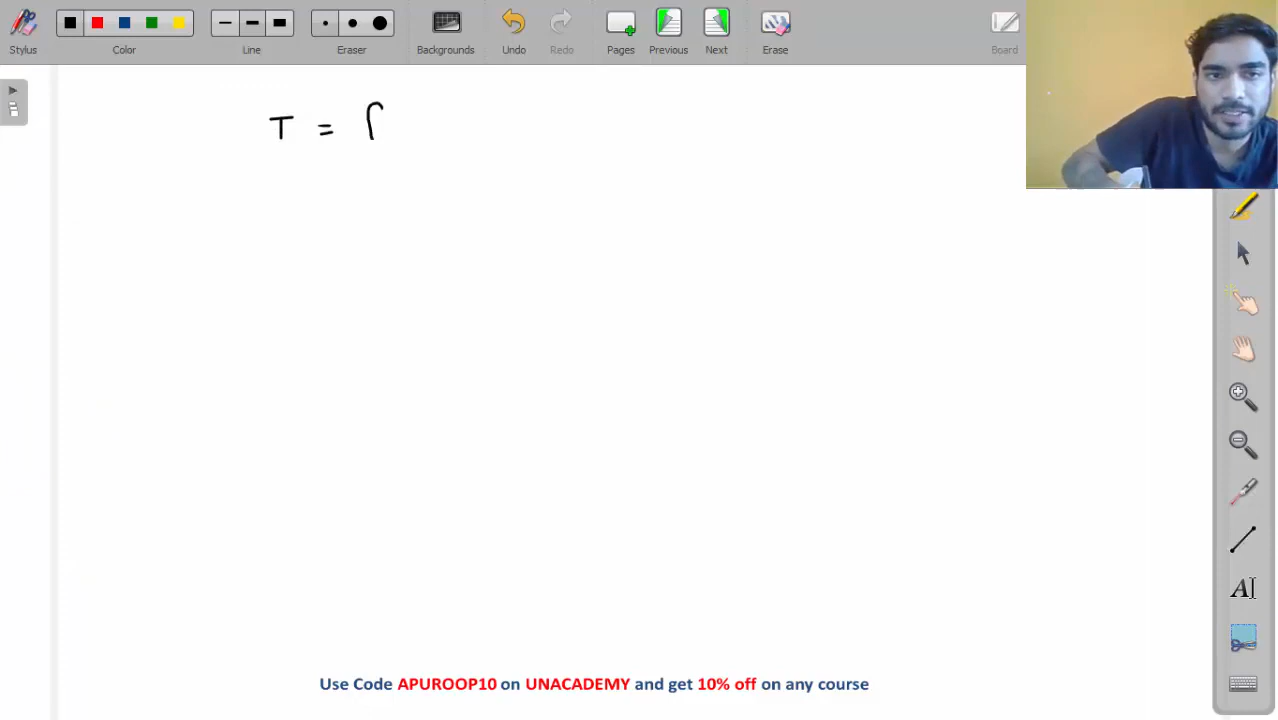 Stylus
Color
Line
Eraser
Backgrounds
Undo
Redo
Pages
Previous
Next
Erase
Board
T =
Use Code APUROOP10 on UNACADEMY and get 10% off on any course